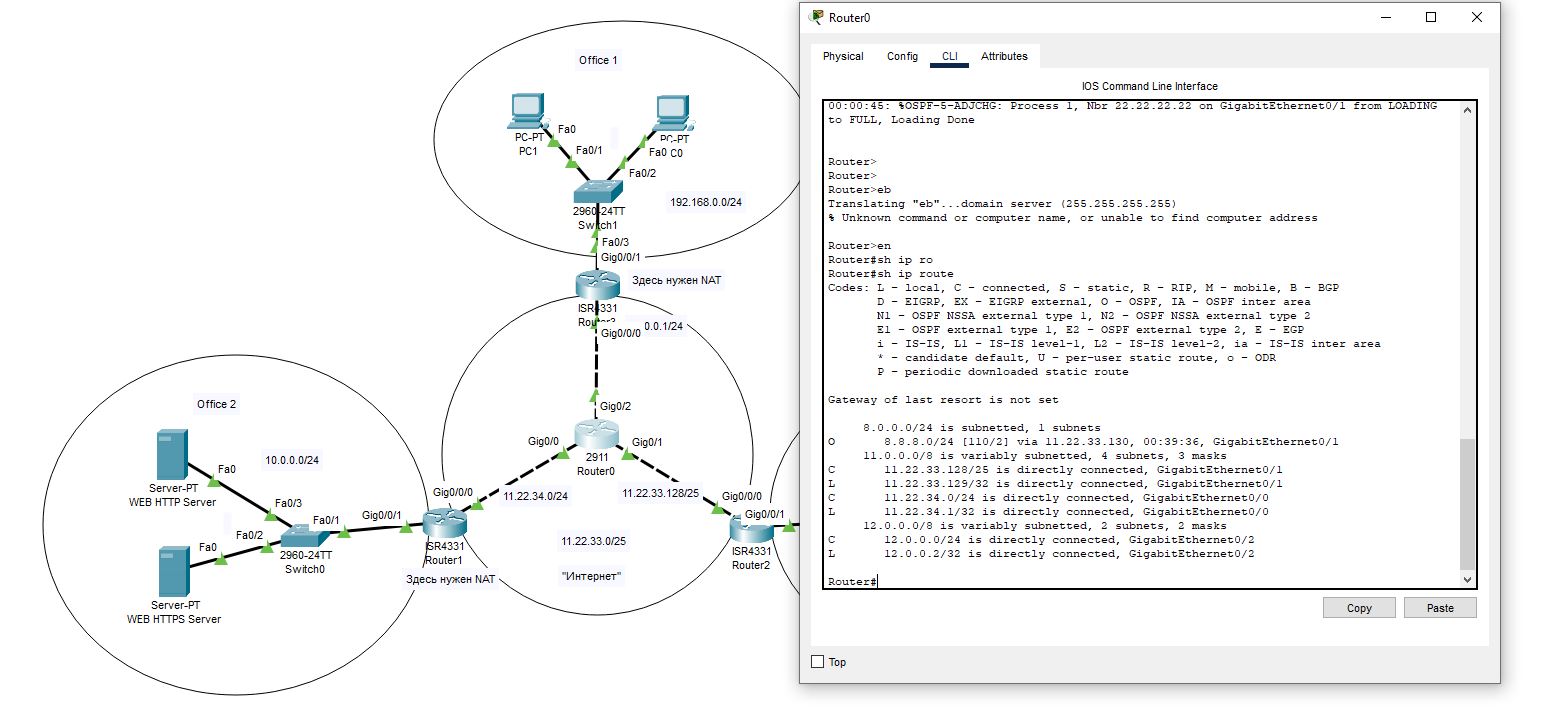 Office 1
PC-PT
PC1
Fa0
Fa0/1
PC-PT
C0
Fa0
Fa0/2
2960-24TT
Switch1
192.168.0.0/24
Fa0/3
Gig0/0/1
Здесь нужен NAT
ISR4331
0.0.1/24
Gig0/0/0
Gig0/2
Gig0/0
Gig0/1
2911
Router0
Office 2
10.0.0.0/24
Fa0
Server-PT
WEB HTTP Server
Fa0/3
Fa0/1
Gig0/0/1
Gig0/0/0
11.22.34.0/24
11.22.33.128/25
Gig0/0/0
Gig0/0/1
Fa0/2
Fa0
2960-24TT
Switch0
ISR4331
Router1
Здесь нужен NAT
11.22.33.0/25
"Интернет"
ISR4331
Router2
Server-PT
WEB HTTPS Server
Router0
Physical Config CLI Attributes
IOS Command Line Interface
00:00:45: %OSPF-5-ADJCHG: Process 1, Nbr 22.22.22.22 on GigabitEthernet0/1 from LOADING
to FULL, Loading Done
Router>
Router>
Router>eb
Translating "eb"...domain server (255.255.255.255)
% Unknown command or computer name, or unable to find computer address
Router>en
Router#sh ip ro
Router#sh ip route
Codes: L - local, C - connected, S - static, R - RIP, M - mobile, B - BGP
D - EIGRP, EX - EIGRP external, O - OSPF, IA - OSPF inter area
N1 - OSPF NSSA external type 1, N2 - OSPF NSSA external type 2
E1 - OSPF external type 1, E2 - OSPF external type 2, E - EGP
i - IS-IS, L1 - IS-IS level-1, L2 - IS-IS level-2, ia - IS-IS inter area
* - candidate default, U - per-user static route, o - ODR
P - periodic downloaded static route
Gateway of last resort is not set
8.0.0.0/24 is subnetted, 1 subnets
O 8.8.8.0/24 [110/2] via 11.22.33.130, 00:39:36, GigabitEthernet0/1
11.0.0.0/8 is variably subnetted, 4 subnets, 3 masks
C 11.22.33.128/25 is directly connected, GigabitEthernet0/1
L 11.22.33.129/32 is directly connected, GigabitEthernet0/1
C 11.22.34.0/24 is directly connected, GigabitEthernet0/0
L 11.22.34.1/32 is directly connected, GigabitEthernet0/0
12.0.0.0/8 is variably subnetted, 2 subnets, 2 masks
C 12.0.0.0/24 is directly connected, GigabitEthernet0/2
L 12.0.0.2/32 is directly connected, GigabitEthernet0/2
Router#
Copy Paste
Top